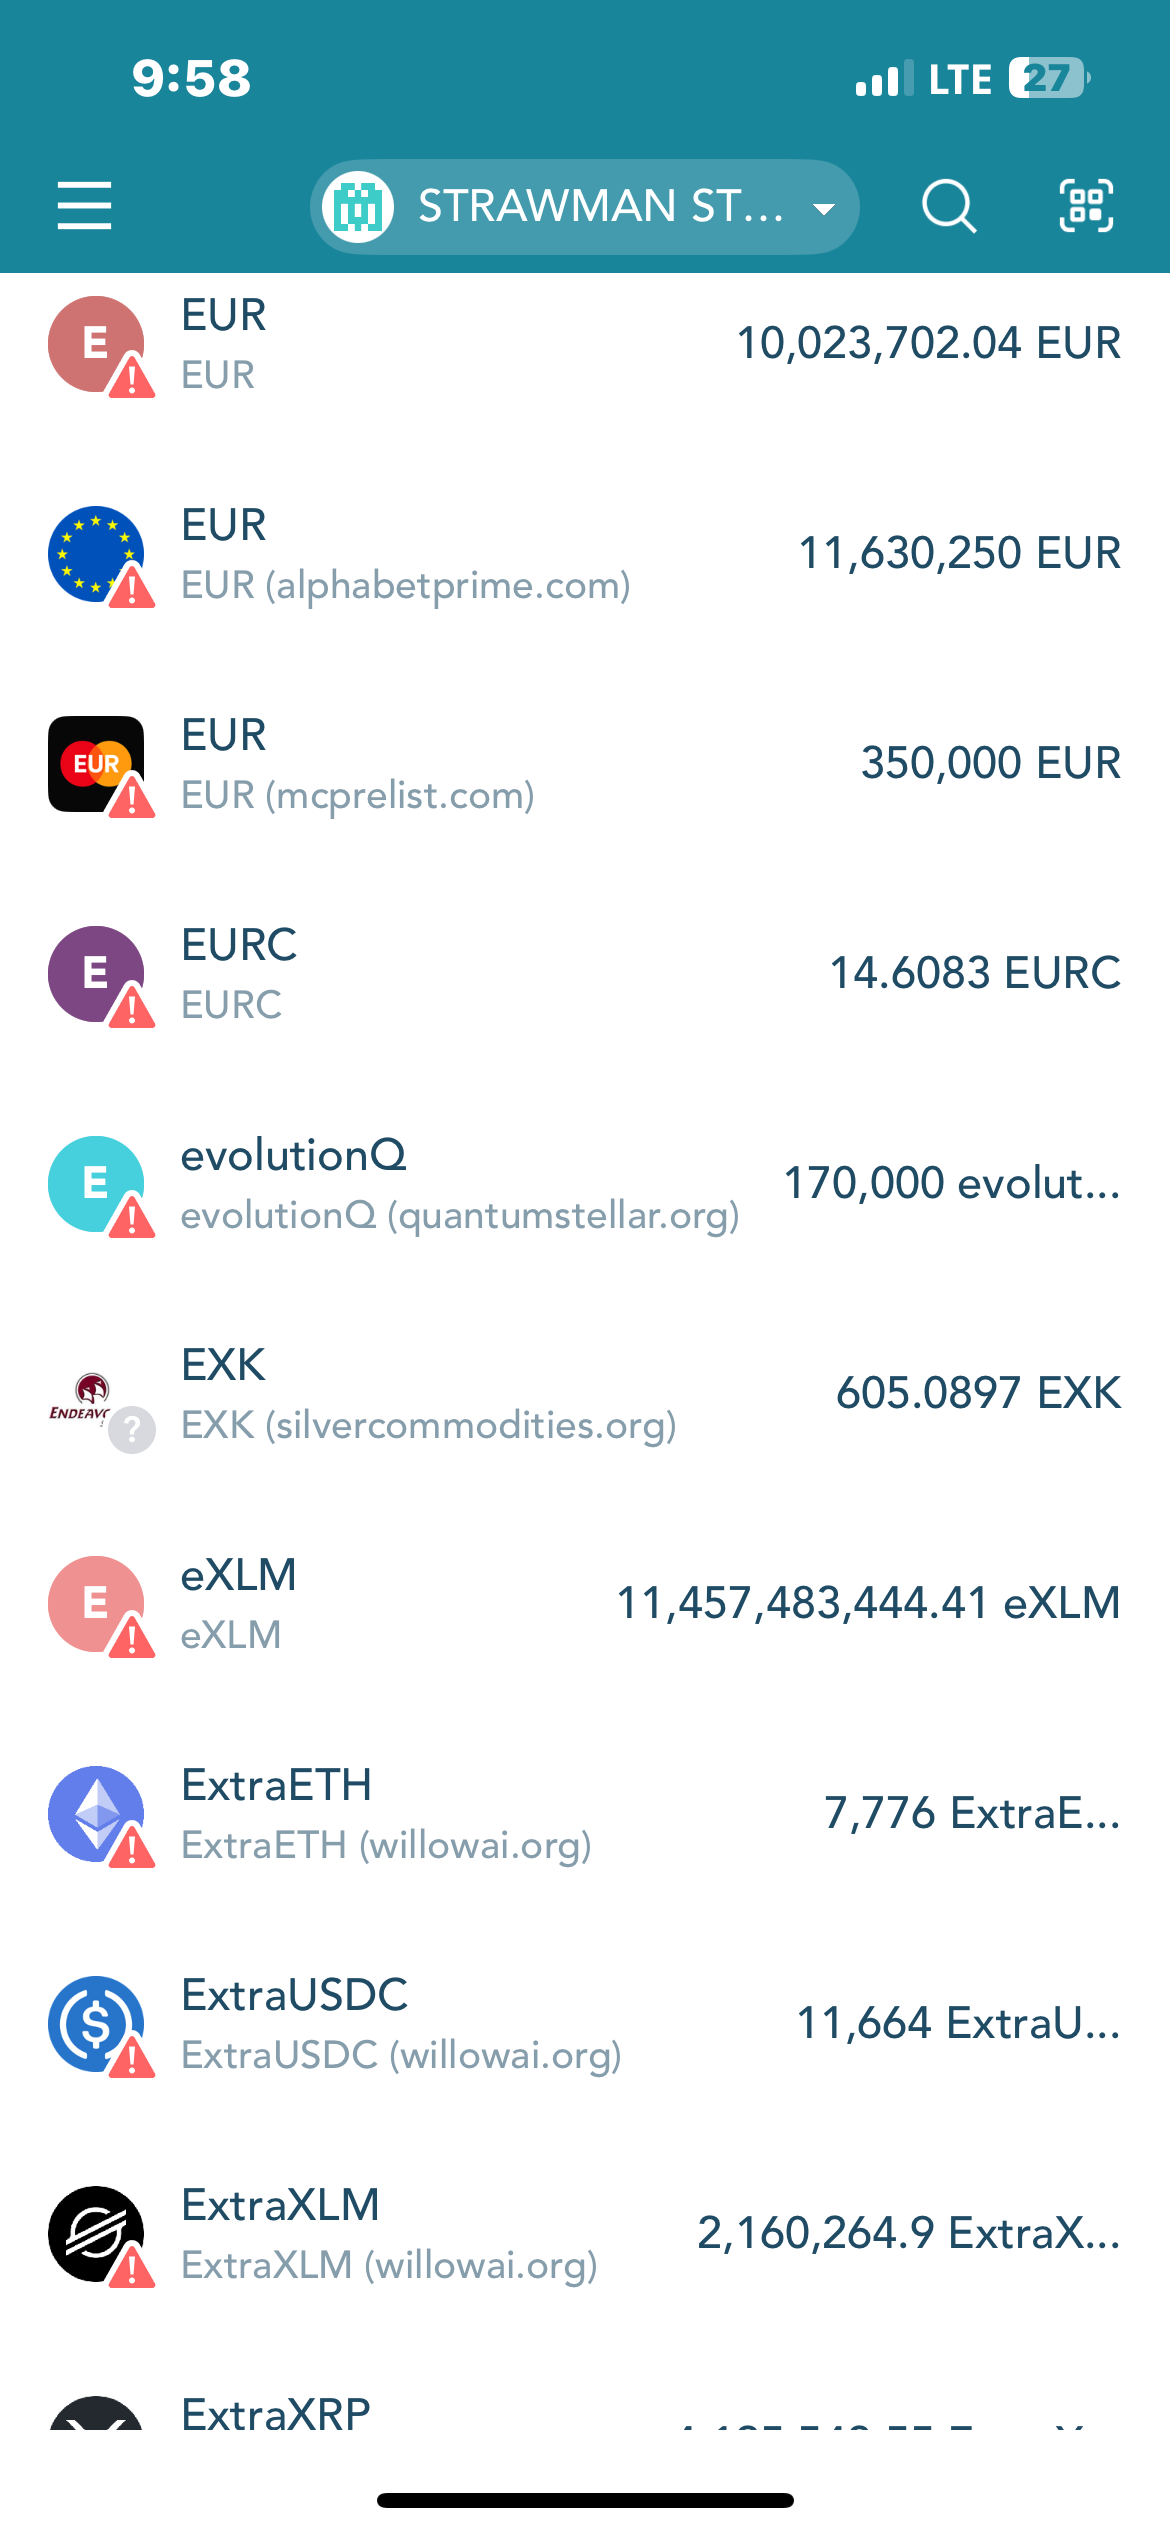 9:58
LTE 27
STRAWMAN ST...
E
EUR
10,023,702.04 EUR
EUR
EUR
11,630,250 EUR
EUR (alphabetprime.com)
EUR
EUR
350,000 EUR
EUR (mcprelist.com)
E
EURC
14.6083 EURC
EURC
E
evolutionQ
170,000 evolut...
evolutionQ (quantumstellar.org)
EXK
605.0897 EXK
EXK (silvercommodities.org)
E
eXLM
11,457,483,444.41 eXLM
eXLM
ExtraETH
7,776 ExtraE...
ExtraETH (willowai.org)
ExtraUSDC
11,664 ExtraU...
ExtraUSDC (willowai.org)
ExtraXLM
2,160,264.9 ExtraX...
ExtraXLM (willowai.org)
ExtraXRP